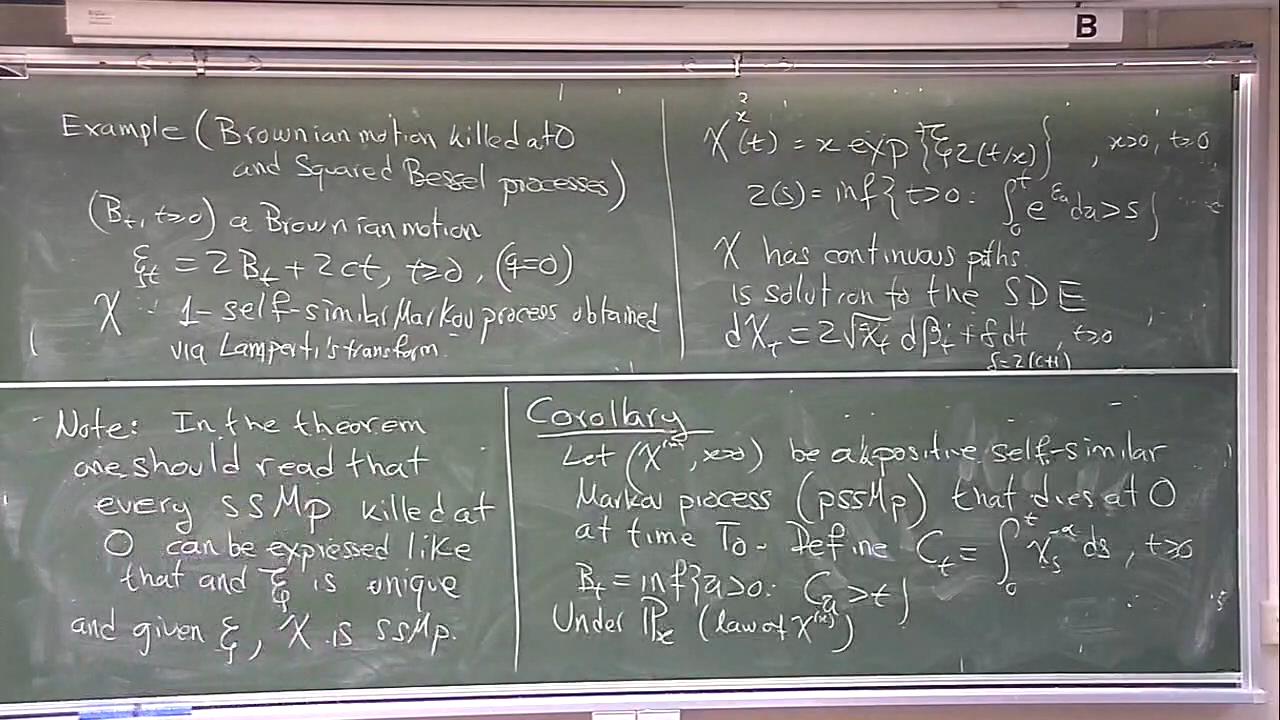 B
Example (Brownian motion killed at 0
and Squared Bessel processes)
(B_t, t≥0) a Brownian motion
ξ_t = 2B_t + 2ct, t≥0, (q=0)
X 1-self-similar Markov process obtained
via Lamperti's transform.
X^x(t) = x exp{ξ_τ(t/x)}, x>0, t≥0
τ(s) = inf{t>0: ∫_0^t e^{ξ_u} du > s}
X has continuous paths
is solution to the SDE
dX_t = 2√X_t dβ_t + δdt, t≥0
δ=2(c+1)
Note: In the theorem
one should read that
every ssMp killed at
0 can be expressed like
that and ξ is unique
and given ξ, X is ssMp.
Corollary
Let (X^(x), x>0) be a positive self-similar
Markov process (pssMp) that dies at 0
at time T_0. Define C_t = ∫_0^t X_s^{-α} ds, t≥0
B_t = inf{u>0: C_u > t}
Under ℙ_x (law of X^(x))